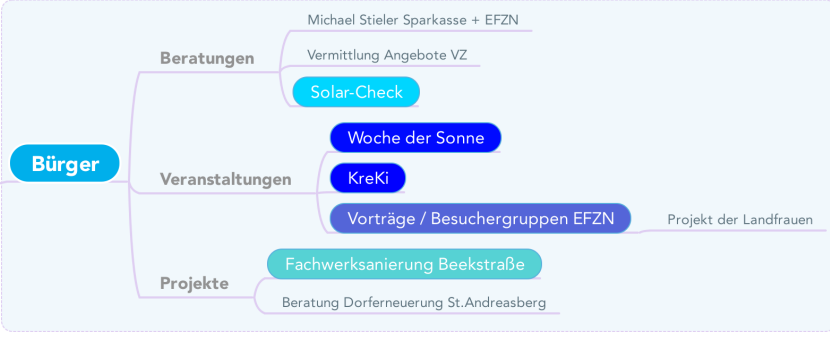 Michael Stieler Sparkasse + EFZN
Beratungen
Vermittlung Angebote VZ
Solar-Check
Woche der Sonne
Bürger
Veranstaltungen
KreKi
Vorträge / Besuchergruppen EFZN
Projekt der Landfrauen
Fachwerksanierung Beekstraße
Projekte
Beratung Dorferneuerung St.Andreasberg